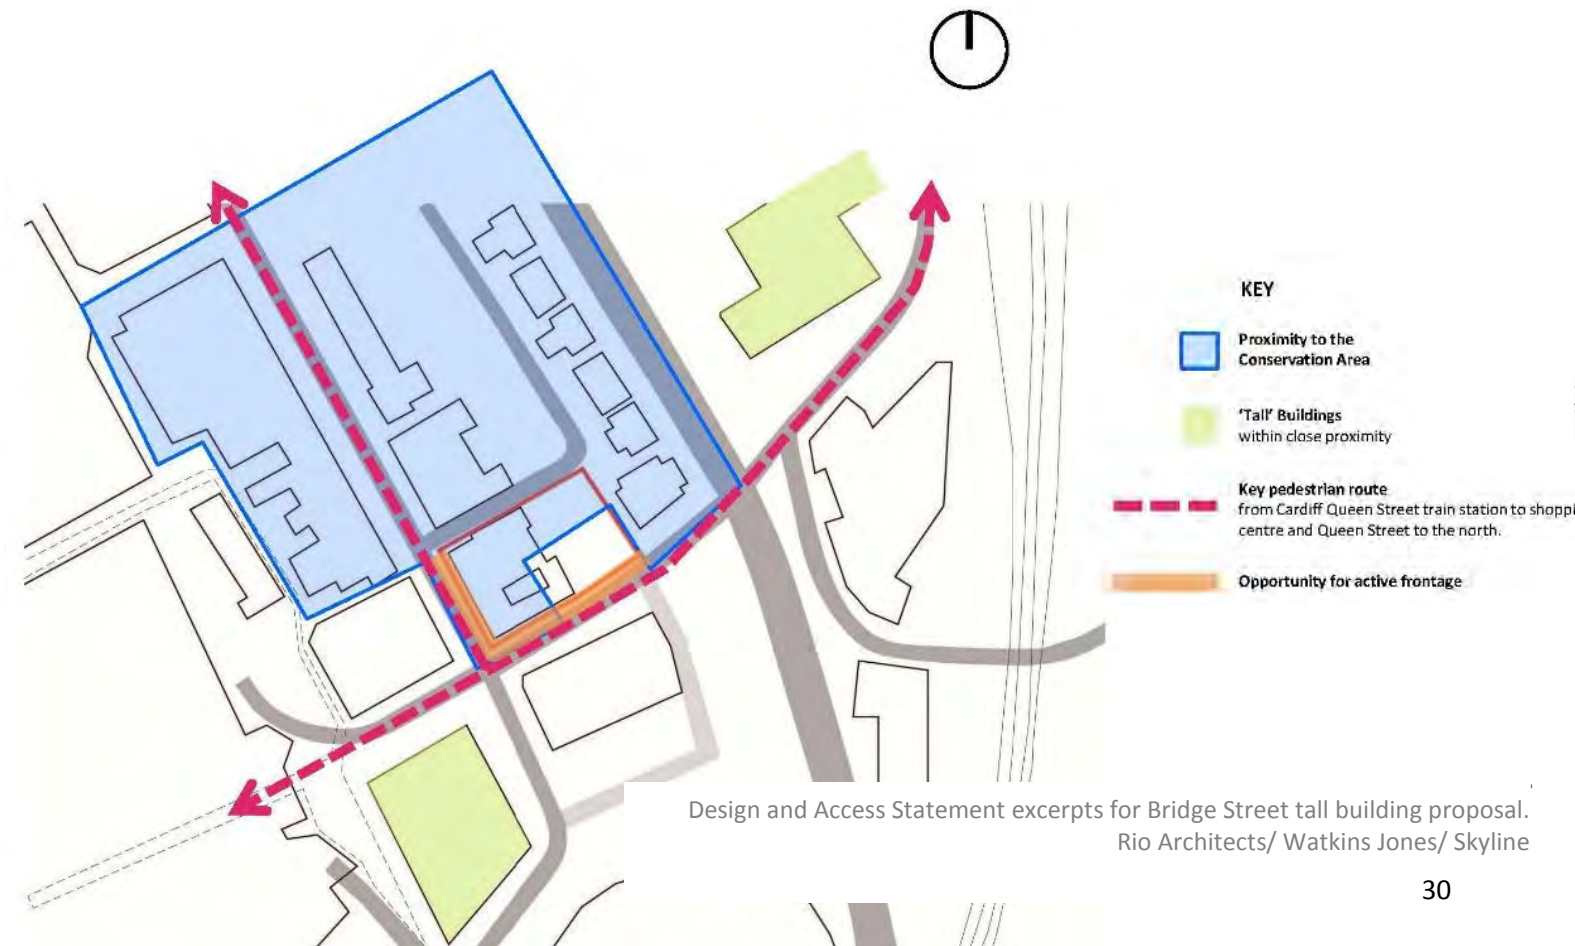 KEY
Proximity to the
Conservation Area
'Tall' Buildings
within close proximity
Key pedestrian route
from Cardiff Queen Street train station to shoppi
centre and Queen Street to the north.
Opportunity for active frontage
Design and Access Statement excerpts for Bridge Street tall building proposal.
Rio Architects/ Watkins Jones/ Skyline
30